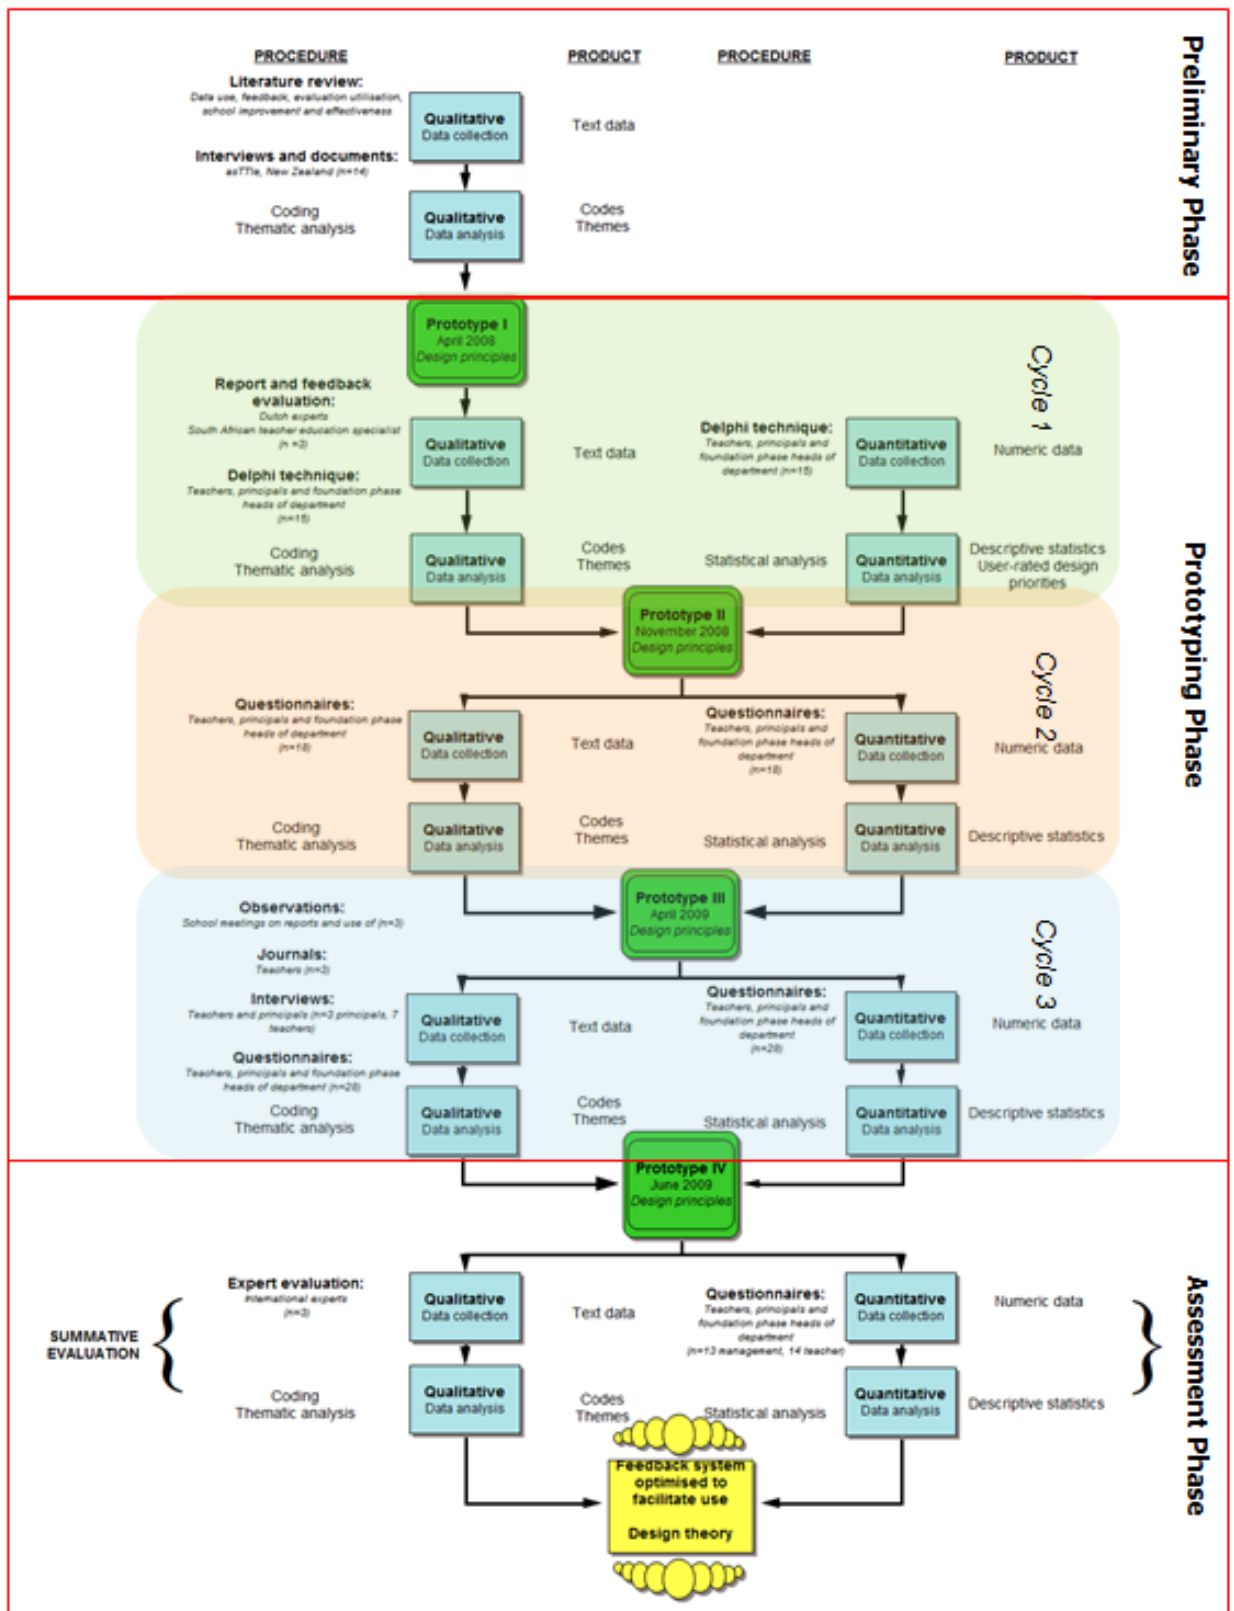 PROCEDURE
PRODUCT
PROCEDURE
PRODUCT
Preliminary Phase
Literature review:
Data use, feedback, evaluation utilisation,
school improvement and effectiveness
Qualitative
Data collection
Text data
Interviews and documents:
asTTle, New Zealand (n=14)
Coding
Thematic analysis
Qualitative
Data analysis
Codes
Themes
Prototyping Phase
Cycle 1
Prototype I
April 2008
Design principles
Report and feedback
evaluation:
Dutch experts
South African teacher education specialist
(n =3)
Delphi technique:
Teachers, principals and foundation phase
heads of department
(n=15)
Qualitative
Data collection
Text data
Delphi technique:
Teachers, principals and
foundation phase heads of
department (n=15)
Quantitative
Data collection
Numeric data
Coding
Thematic analysis
Qualitative
Data analysis
Codes
Themes
Statistical analysis
Quantitative
Data analysis
Descriptive statistics
User-rated design
priorities
Prototype II
November 2008
Design principles
Cycle 2
Questionnaires:
Teachers, principals and foundation phase
heads of department
(n=18)
Qualitative
Data collection
Text data
Questionnaires:
Teachers, principals and
foundation phase heads of
department
(n=18)
Quantitative
Data collection
Numeric data
Coding
Thematic analysis
Qualitative
Data analysis
Codes
Themes
Statistical analysis
Quantitative
Data analysis
Descriptive statistics
Prototype III
April 2009
Design principles
Cycle 3
Observations:
School meetings on reports and use of (n=3)
Journals:
Teachers (n=3)
Interviews:
Teachers and principals (n=3 principals, 7
teachers)
Questionnaires:
Teachers, principals and foundation phase
heads of department (n=28)
Qualitative
Data collection
Text data
Questionnaires:
Teachers, principals and
foundation phase heads of
department
(n=28)
Quantitative
Data collection
Numeric data
Coding
Thematic analysis
Qualitative
Data analysis
Codes
Themes
Statistical analysis
Quantitative
Data analysis
Descriptive statistics
Prototype IV
June 2009
Design principles
Assessment Phase
SUMMATIVE
EVALUATION
Expert evaluation:
International experts
(n=3)
Qualitative
Data collection
Text data
Questionnaires:
Teachers, principals and
foundation phase heads of
department
(n=13 management, 14 teacher)
Quantitative
Data collection
Numeric data
Coding
Thematic analysis
Qualitative
Data analysis
Codes
Themes
Statistical analysis
Quantitative
Data analysis
Descriptive statistics
Feedback system
optimised to
facilitate use
Design theory